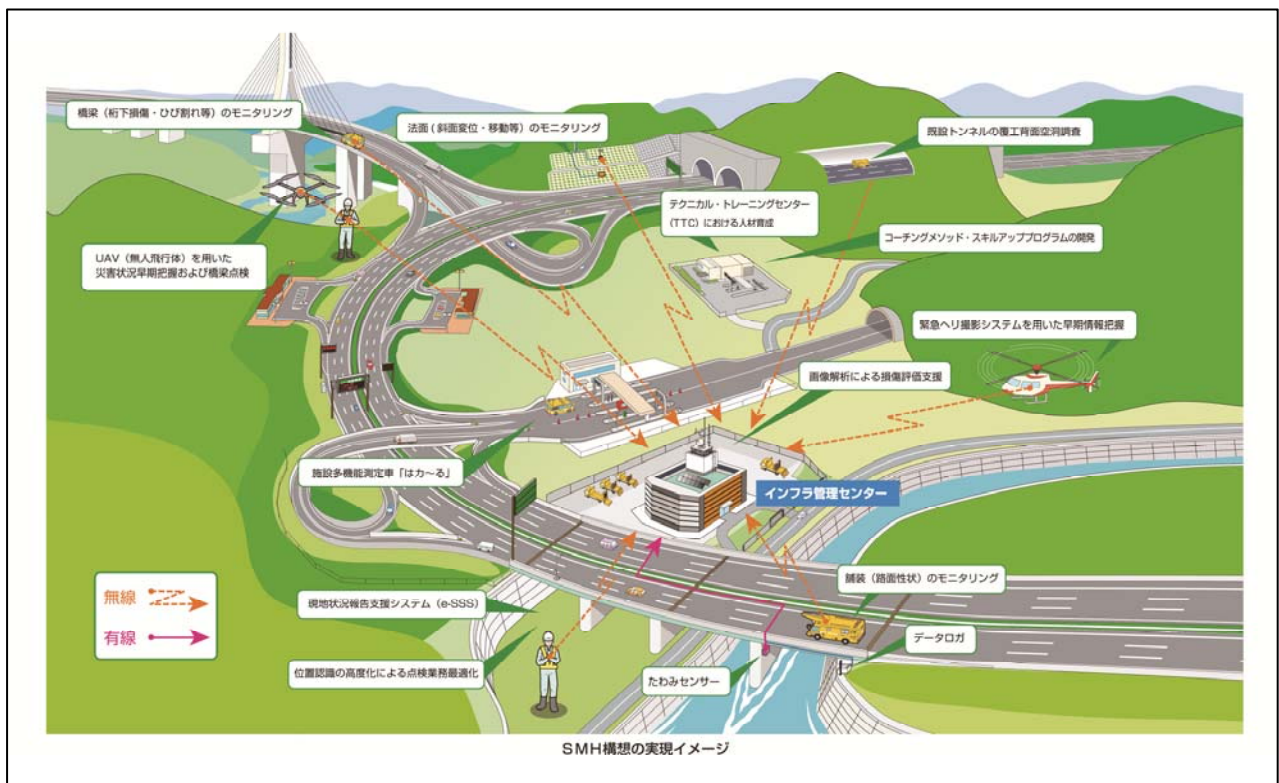 橋梁（桁下損傷・ひび割れ等）のモニタリング
法面(斜面変位・移動等）のモニタリング
既設トンネルの覆工背面空洞調査
テクニカル・トレーニングセンター
（TTC）における人材育成
コーチングメソッド・スキルアッププログラムの開発
UAV（無人飛行体）を用いた
災害状況早期把握および橋梁点検
緊急ヘリ撮影システムを用いた早期情報把握
画像解析による損傷評価支援
施設多機能測定車「はカ～る」
インフラ管理センター
無線
有線
現地状況報告支援システム（e-SSS）
舗装（路面性状）のモニタリング
データロガ
位置認識の高度化による点検業務最適化
たわみセンサー
SMH構想の実現イメージ